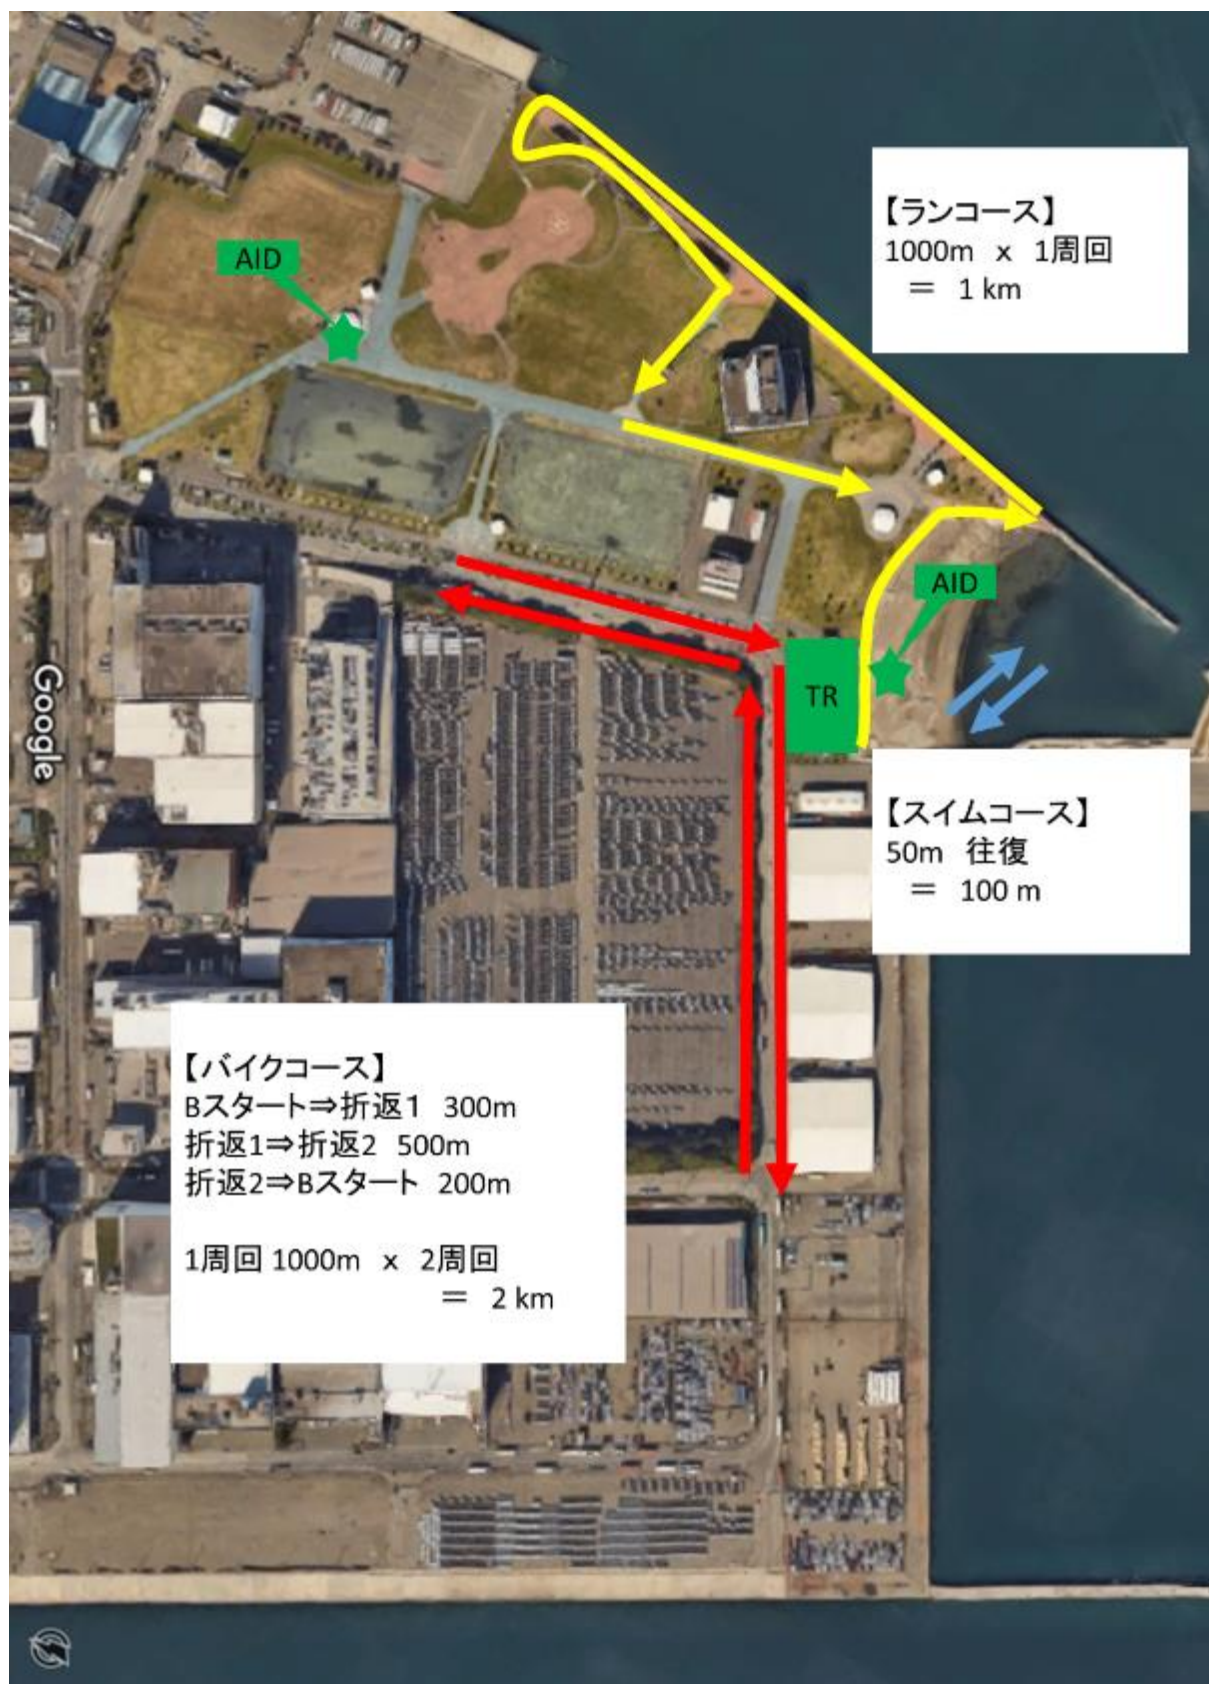 【ランコース】
1000m x 1周回
＝ 1 km
AID
AID
TR
Google
【スイムコース】
50m 往復
＝ 100 m
【バイクコース】
Bスタート⇒折返1 300m
折返1⇒折返2 500m
折返2⇒Bスタート 200m
1周回 1000m x 2周回
＝ 2 km